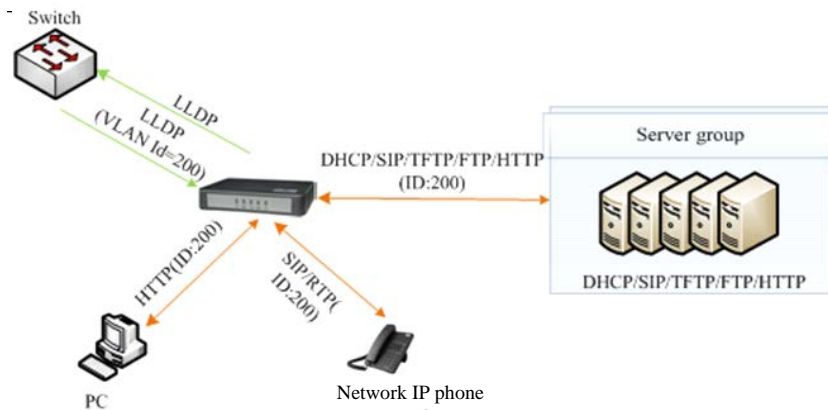 -
Switch
LLDP
LLDP
(VLAN Id=200)
DHCP/SIP/TFTP/FTP/HTTP
(ID:200)
Server group
DHCP/SIP/TFTP/FTP/HTTP
HTTP(ID:200)
SIP/RTP(
ID:200)
PC
Network IP phone